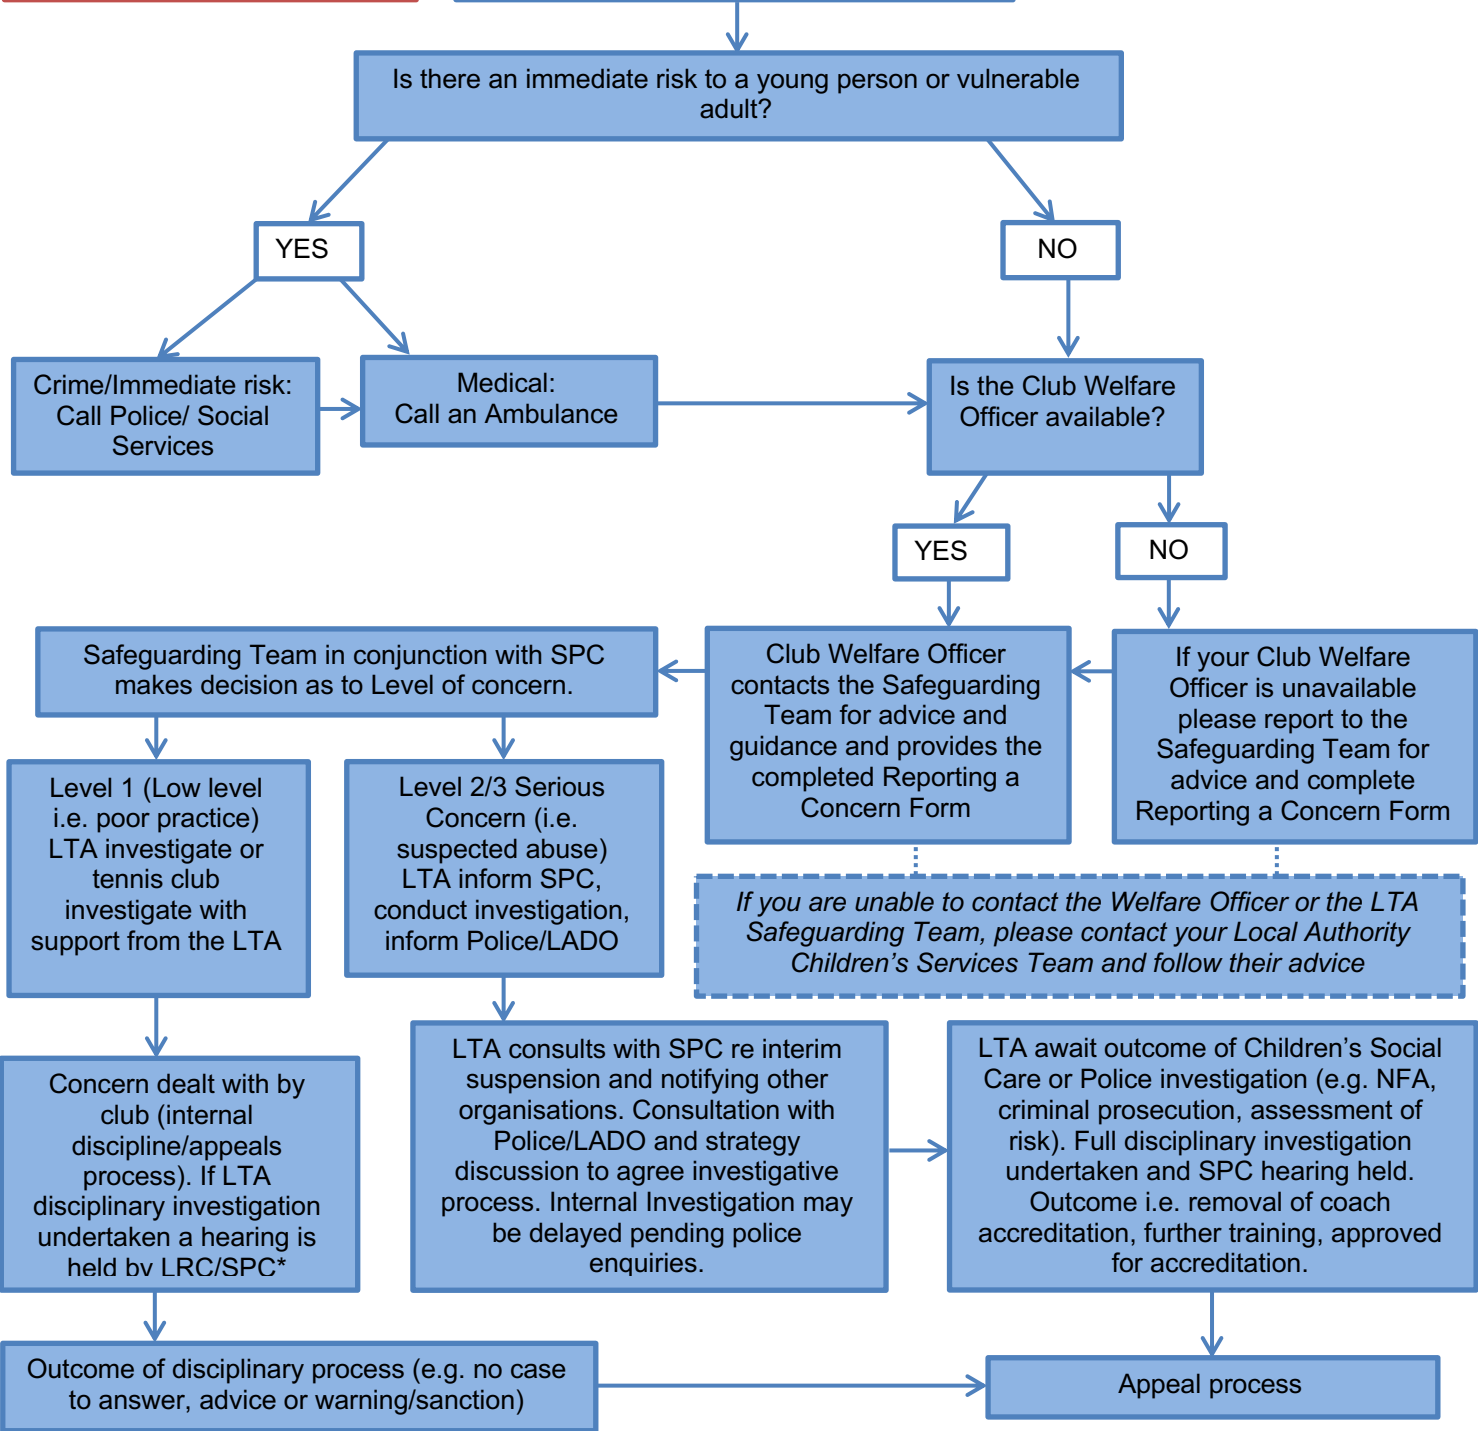 Is there an immediate risk to a young person or vulnerable
adult?
YES
NO
Crime/Immediate risk:
Call Police/ Social
Services
Medical:
Call an Ambulance
Is the Club Welfare
Officer available?
YES
NO
Safeguarding Team in conjunction with SPC
makes decision as to Level of concern.
Club Welfare Officer
contacts the Safeguarding
Team for advice and
guidance and provides the
completed Reporting a
Concern Form
If your Club Welfare
Officer is unavailable
please report to the
Safeguarding Team for
advice and complete
Reporting a Concern Form
Level 1 (Low level
i.e. poor practice)
LTA investigate or
tennis club
investigate with
support from the LTA
Level 2/3 Serious
Concern (i.e.
suspected abuse)
LTA inform SPC,
conduct investigation,
inform Police/LADO
If you are unable to contact the Welfare Officer or the LTA
Safeguarding Team, please contact your Local Authority
Children's Services Team and follow their advice
Concern dealt with by
club (internal
discipline/appeals
process). If LTA
disciplinary investigation
undertaken a hearing is
held by LRC/SPC*
LTA consults with SPC re interim
suspension and notifying other
organisations. Consultation with
Police/LADO and strategy
discussion to agree investigative
process. Internal Investigation may
be delayed pending police
enquiries.
LTA await outcome of Children's Social
Care or Police investigation (e.g. NFA,
criminal prosecution, assessment of
risk). Full disciplinary investigation
undertaken and SPC hearing held.
Outcome i.e. removal of coach
accreditation, further training, approved
for accreditation.
Outcome of disciplinary process (e.g. no case
to answer, advice or warning/sanction)
Appeal process